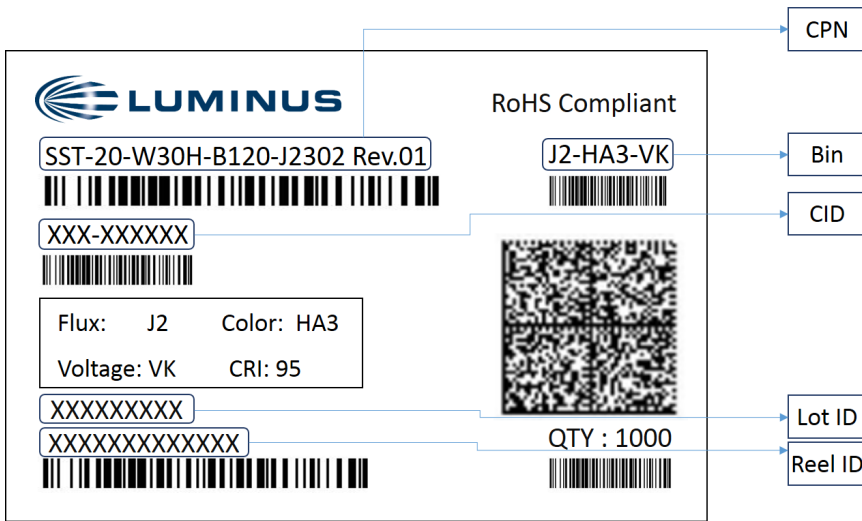 CPN
LUMINUS
RoHS Compliant
SST-20-W30H-B120-J2302 Rev.01
J2-HA3-VK
Bin
XXX-XXXXXX
CID
Flux: J2 Color: HA3
Voltage: VK CRI: 95
XXXXXXXXX
Lot ID
XXXXXXXXXXXXX
QTY : 1000
Reel ID